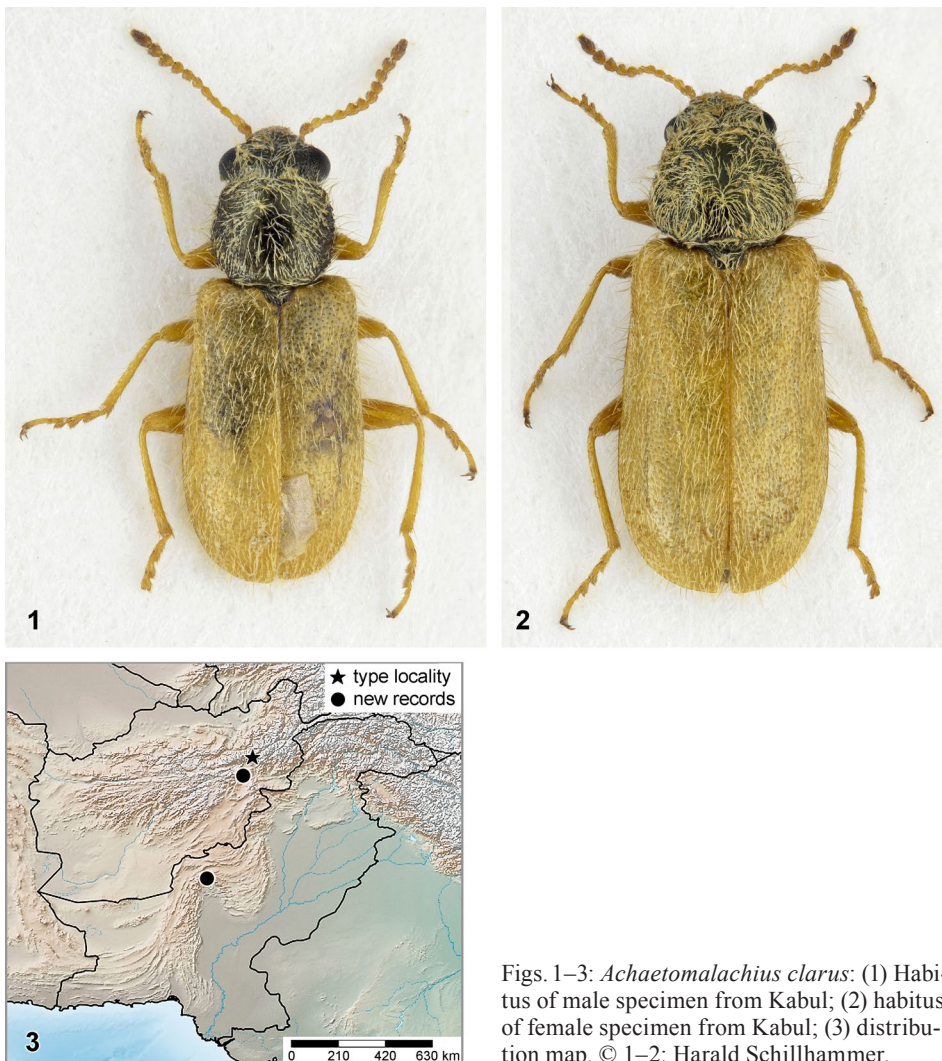 1
2
★ type locality
● new records
3
0 210 420 630 km
Figs. 1–3: Achaetomalachius clarus: (1) Habi-
tus of male specimen from Kabul; (2) habitus
of female specimen from Kabul; (3) distribu-
tion map. © 1–2: Harald Schillhammer.